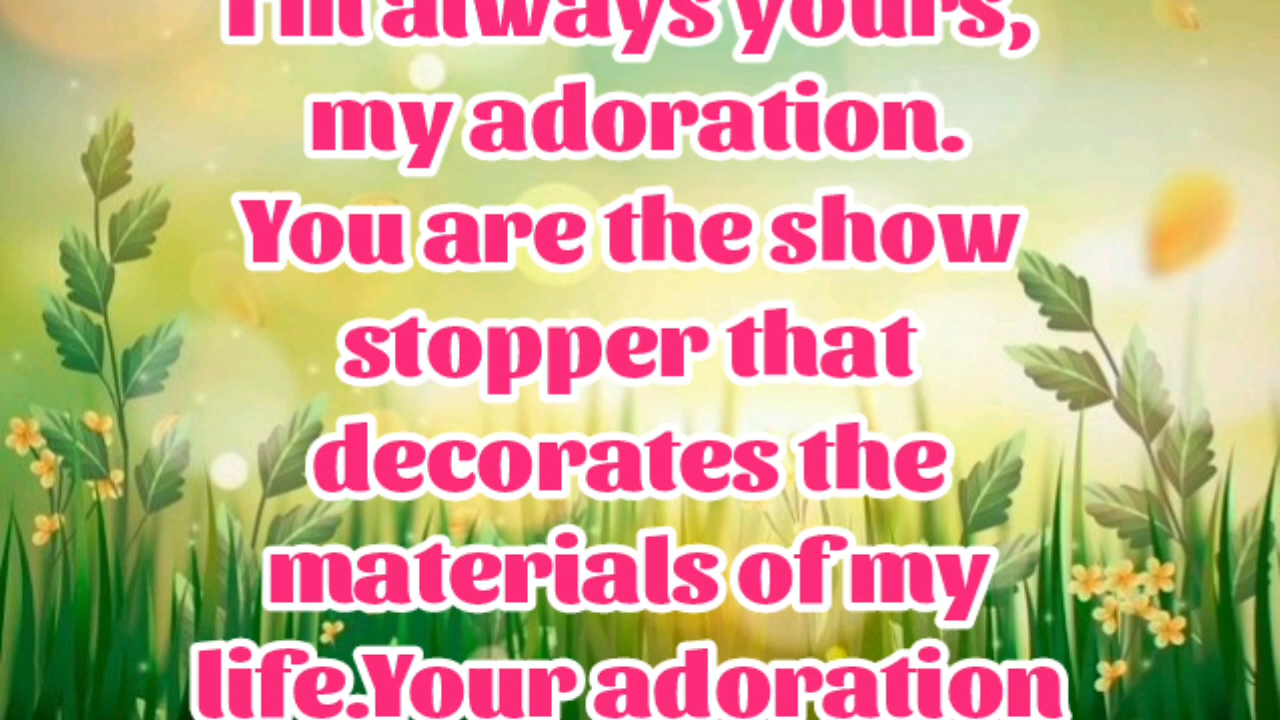 I'm always yours,
my adoration.
You are the show
stopper that
decorates the
materials of my
life.Your adoration